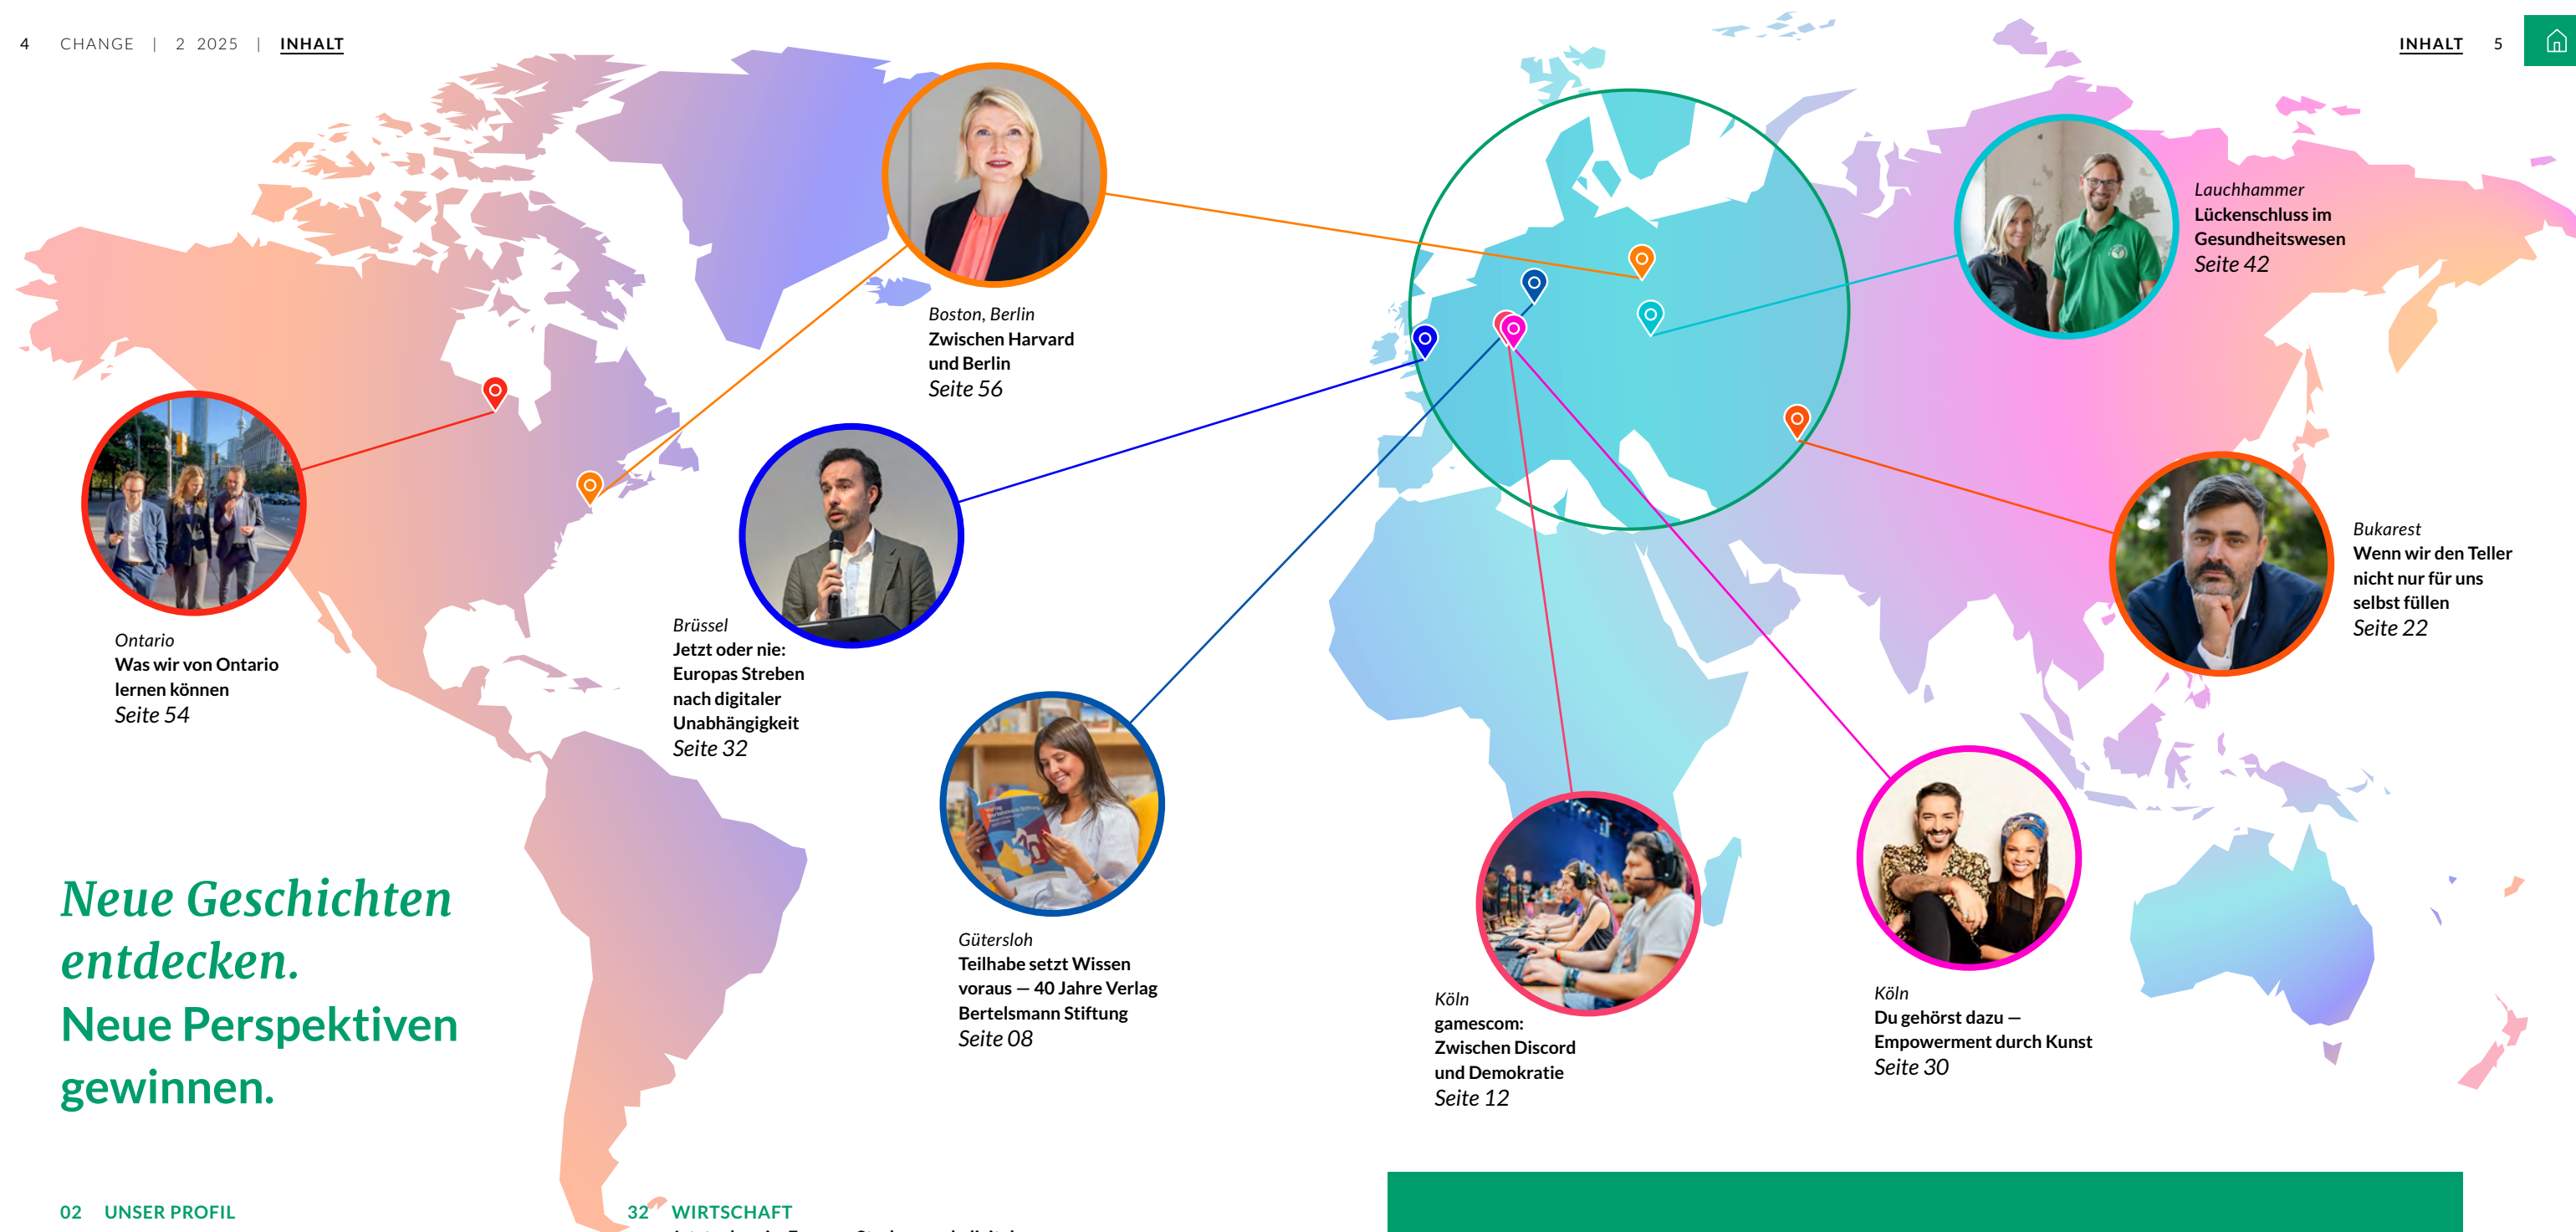 4 CHANGE | 2 2025 | INHALT
INHALT 5
Lauchhammer
Lückenschluss im
Gesundheitswesen
Seite 42
Boston, Berlin
Zwischen Harvard
und Berlin
Seite 56
Bukarest
Wenn wir den Teller
nicht nur für uns
selbst füllen
Seite 22
Ontario
Was wir von Ontario
lernen können
Seite 54
Brüssel
Jetzt oder nie:
Europas Streben
nach digitaler
Unabhängigkeit
Seite 32
Gütersloh
Teilhabe setzt Wissen
voraus — 40 Jahre Verlag
Bertelsmann Stiftung
Seite 08
Köln
gamescom:
Zwischen Discord
und Demokratie
Seite 12
Köln
Du gehörst dazu —
Empowerment durch Kunst
Seite 30
Neue Geschichten
entdecken.
Neue Perspektiven
gewinnen.
02 UNSER PROFIL
32 WIRTSCHAFT